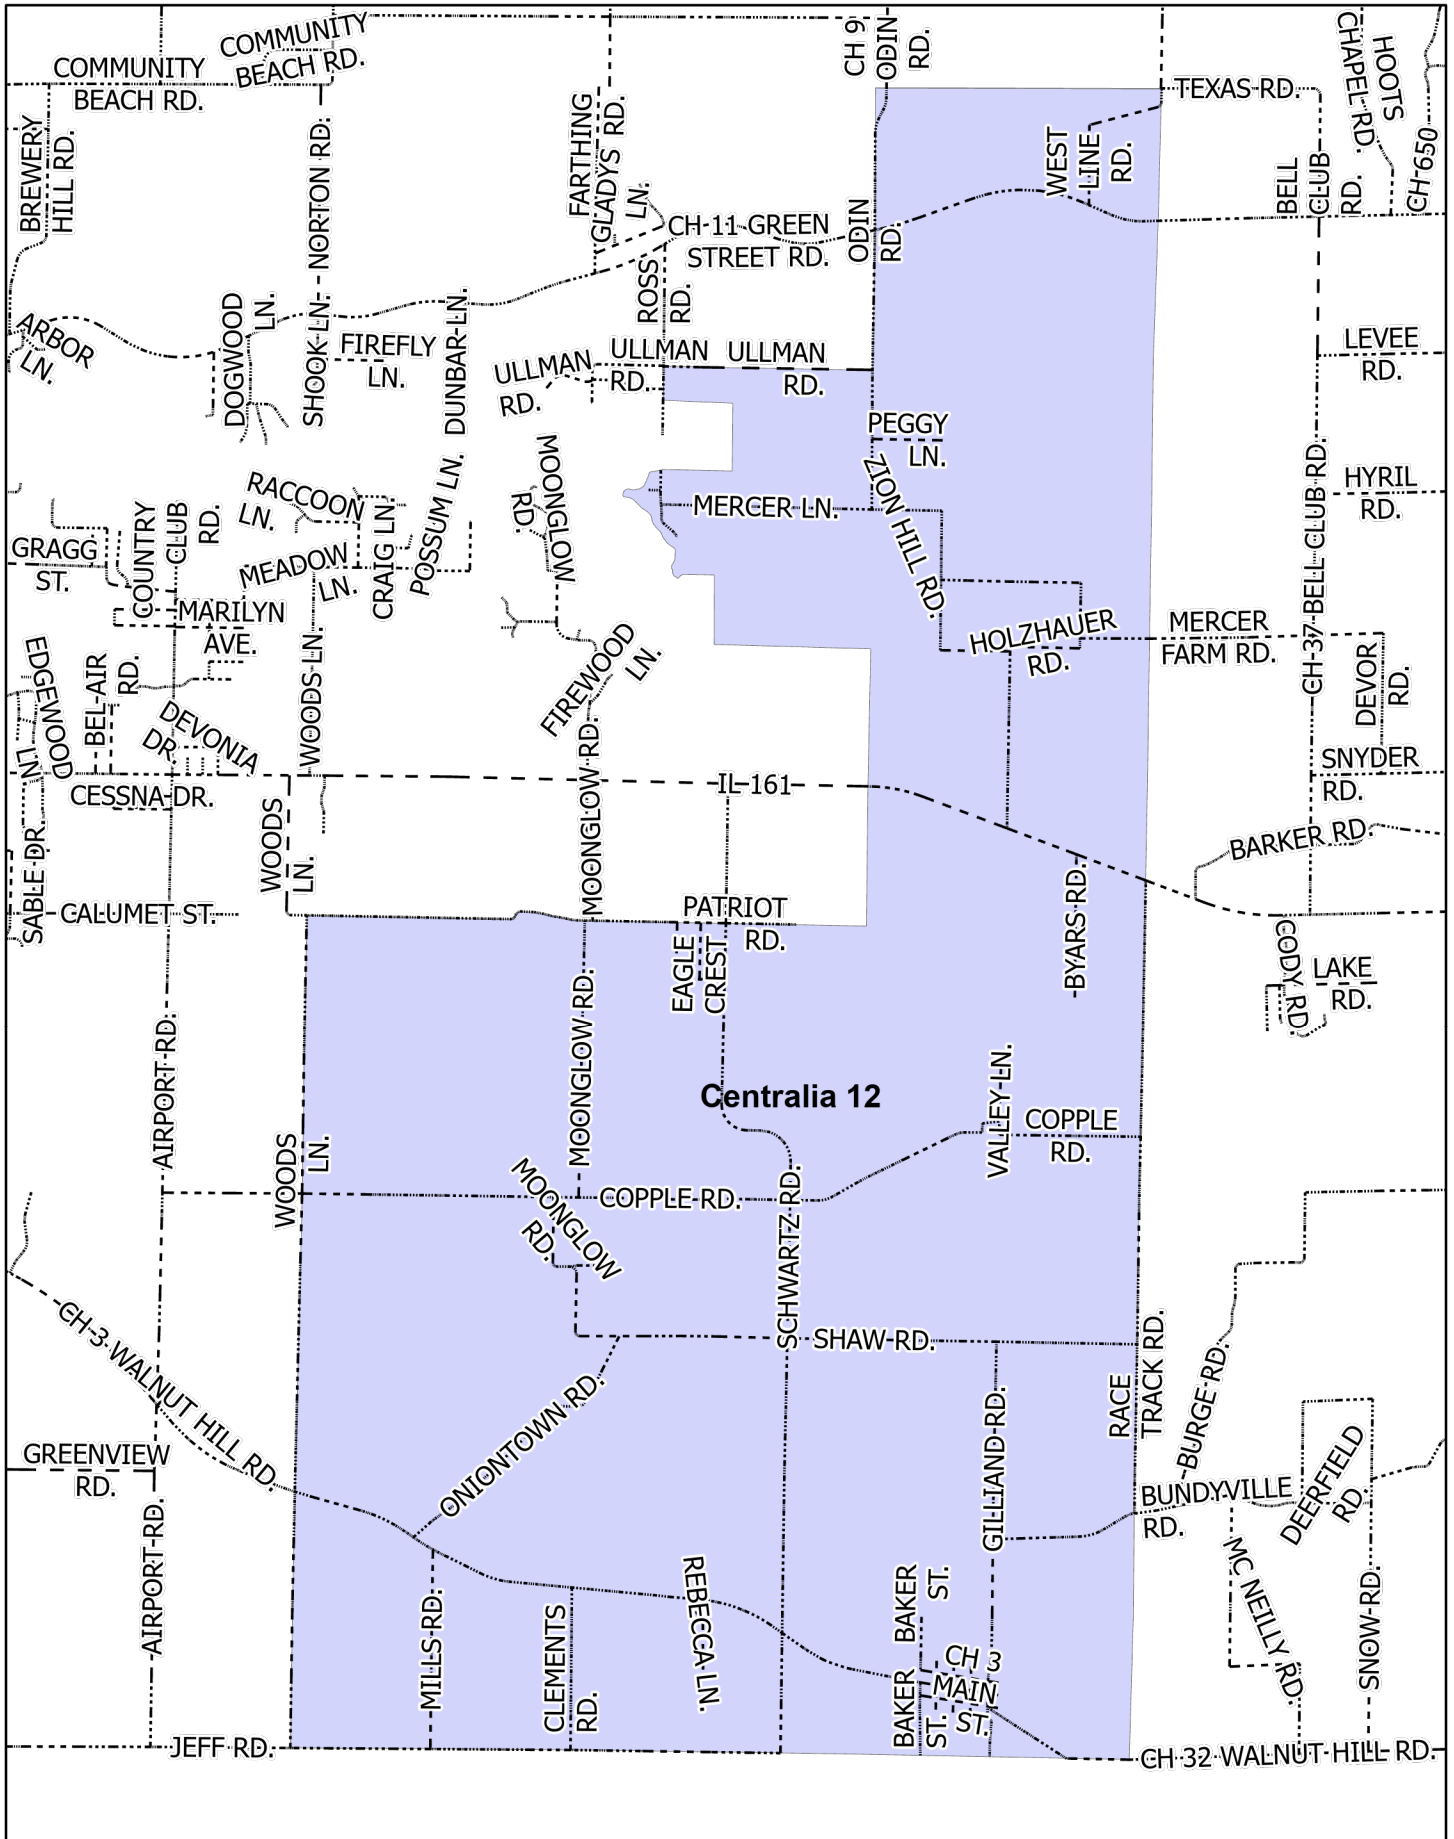 COMMUNITY
BEACH RD.
COMMUNITY
BEACH RD.
CH 9
ODIN
RD.
HOOTS
CHAPEL RD.
CH-650
TEXAS RD.
BREWERY
HILL RD.
NORTON RD.
FARTHING
GLADYS RD.
LN.
WEST
LINE
RD.
BELL
CLUB
RD.
CH 11 GREEN
STREET RD.
ODIN
RD.
ROSS
RD.
ARBOR
LN.
DOGWOOD
LN.
SHOOK LN.
FIREFLY
LN.
DUNBAR LN.
ULLMAN
RD.
ULLMAN
RD.
ULLMAN
RD.
LEVEE
RD.
PEGGY
LN.
RACCOON
LN.
CRAIG LN.
POSSUM LN.
MOONGLOW
RD.
MERCER LN.
ZION HILL RD.
CH-37 BELL CLUB RD.
HYRIL
RD.
GRAGG
ST.
COUNTRY
CLUB
RD.
MEADOW
LN.
MARILYN
AVE.
HOLZHAUER
RD.
MERCER
FARM RD.
DEVOR
RD.
EDGEWOOD
LN.
BEL-AIR
RD.
DEVONIA
DR.
WOODS LN.
FIREWOOD
LN.
MOONGLOW RD.
SNYDER
RD.
IL 161
CESSNA DR.
WOODS
LN.
SABLE DR.
BARKER RD.
CALUMET ST.
PATRIOT
RD.
EAGLE
CREST
BYARS RD.
CODY RD.
LAKE
RD.
AIRPORT RD.
MOONGLOW RD.
Centralia 12
VALLEY LN.
COPPLE
RD.
WOODS
LN.
MOONGLOW
RD.
COPPLE RD.
SCHWARTZ RD.
CH-3 WALNUT HILL RD.
SHAW RD.
RACE
TRACK RD.
BURGE RD.
ONIONTOWN RD.
GILLIAND RD.
GREENVIEW
RD.
BUNDYVILLE
RD.
DEERFIELD
RD.
AIRPORT RD.
MILLS RD.
CLEMENTS
RD.
REBECCA LN.
BAKER
ST.
CH 3
MAIN
ST.
BAKER
ST.
MC NEILLY RD.
SNOW RD.
JEFF RD.
CH 32 WALNUT HILL RD.